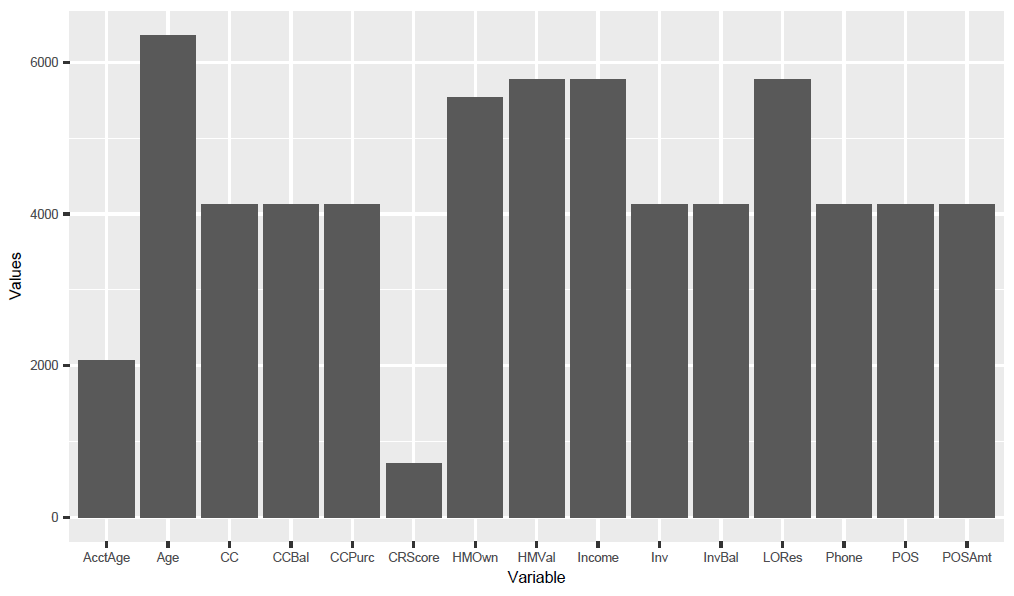 6000
4000
2000
0
Values
AcctAge Age CC CCBal CCPurc CRScore HMOwn HMVal Income Inv InvBal LORes Phone POS POSAmt
Variable